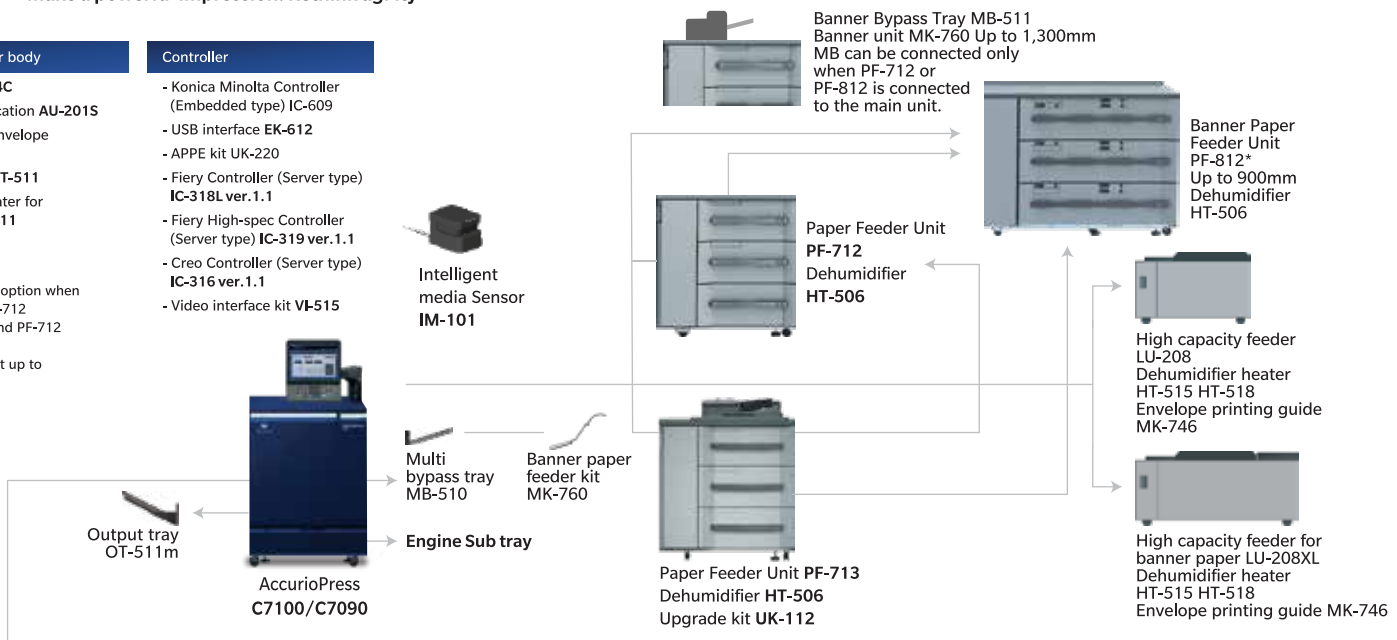 er body
4C
cation AU-201S
nvelope
T-511
ater for
11
option when
-712
nd PF-712
t up to
Controller
- Konica Minolta Controller
(Embedded type) IC-609
- USB interface EK-612
- APPE kit UK-220
- Fiery Controller (Server type)
IC-318L ver.1.1
- Fiery High-spec Controller
(Server type) IC-319 ver.1.1
- Creo Controller (Server type)
IC-316 ver.1.1
- Video interface kit VI-515
Intelligent
media Sensor
IM-101
Banner Bypass Tray MB-511
Banner unit MK-760 Up to 1,300mm
MB can be connected only
when PF-712 or
PF-812 is connected
to the main unit.
Banner Paper
Feeder Unit
PF-812*
Up to 900mm
Dehumidifier
HT-506
Paper Feeder Unit
PF-712
Dehumidifier
HT-506
High capacity feeder
LU-208
Dehumidifier heater
HT-515 HT-518
Envelope printing guide
MK-746
Multi
bypass tray
MB-510
Banner paper
feeder kit
MK-760
Output tray
OT-511m
Engine Sub tray
AccurioPress
C7100/C7090
Paper Feeder Unit PF-713
Dehumidifier HT-506
Upgrade kit UK-112
High capacity feeder for
banner paper LU-208XL
Dehumidifier heater
HT-515 HT-518
Envelope printing guide MK-746